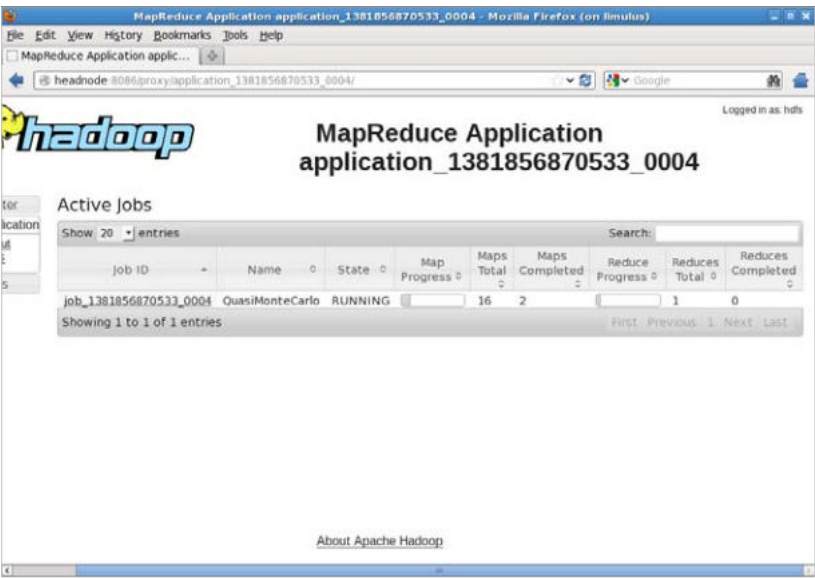 MapReduce Application application_1381856870533_0004 - Mozilla Firefox (on limulus)
File Edit View History Bookmarks Tools Help
MapReduce Application applic...
headnode:8086/proxy/application_1381856870533_0004/
Google
Logged in as: hdfs
hadoop
MapReduce Application
application_1381856870533_0004
ter
lication
ut
s
Active Jobs
Show 20 entries Search:
Job ID Name State Map Progress Maps Total Maps Completed Reduce Progress Reduces Total Reduces Completed
job_1381856870533_0004 QuasiMonteCarlo RUNNING 16 2 1 0
Showing 1 to 1 of 1 entries First Previous 1 Next Last
About Apache Hadoop